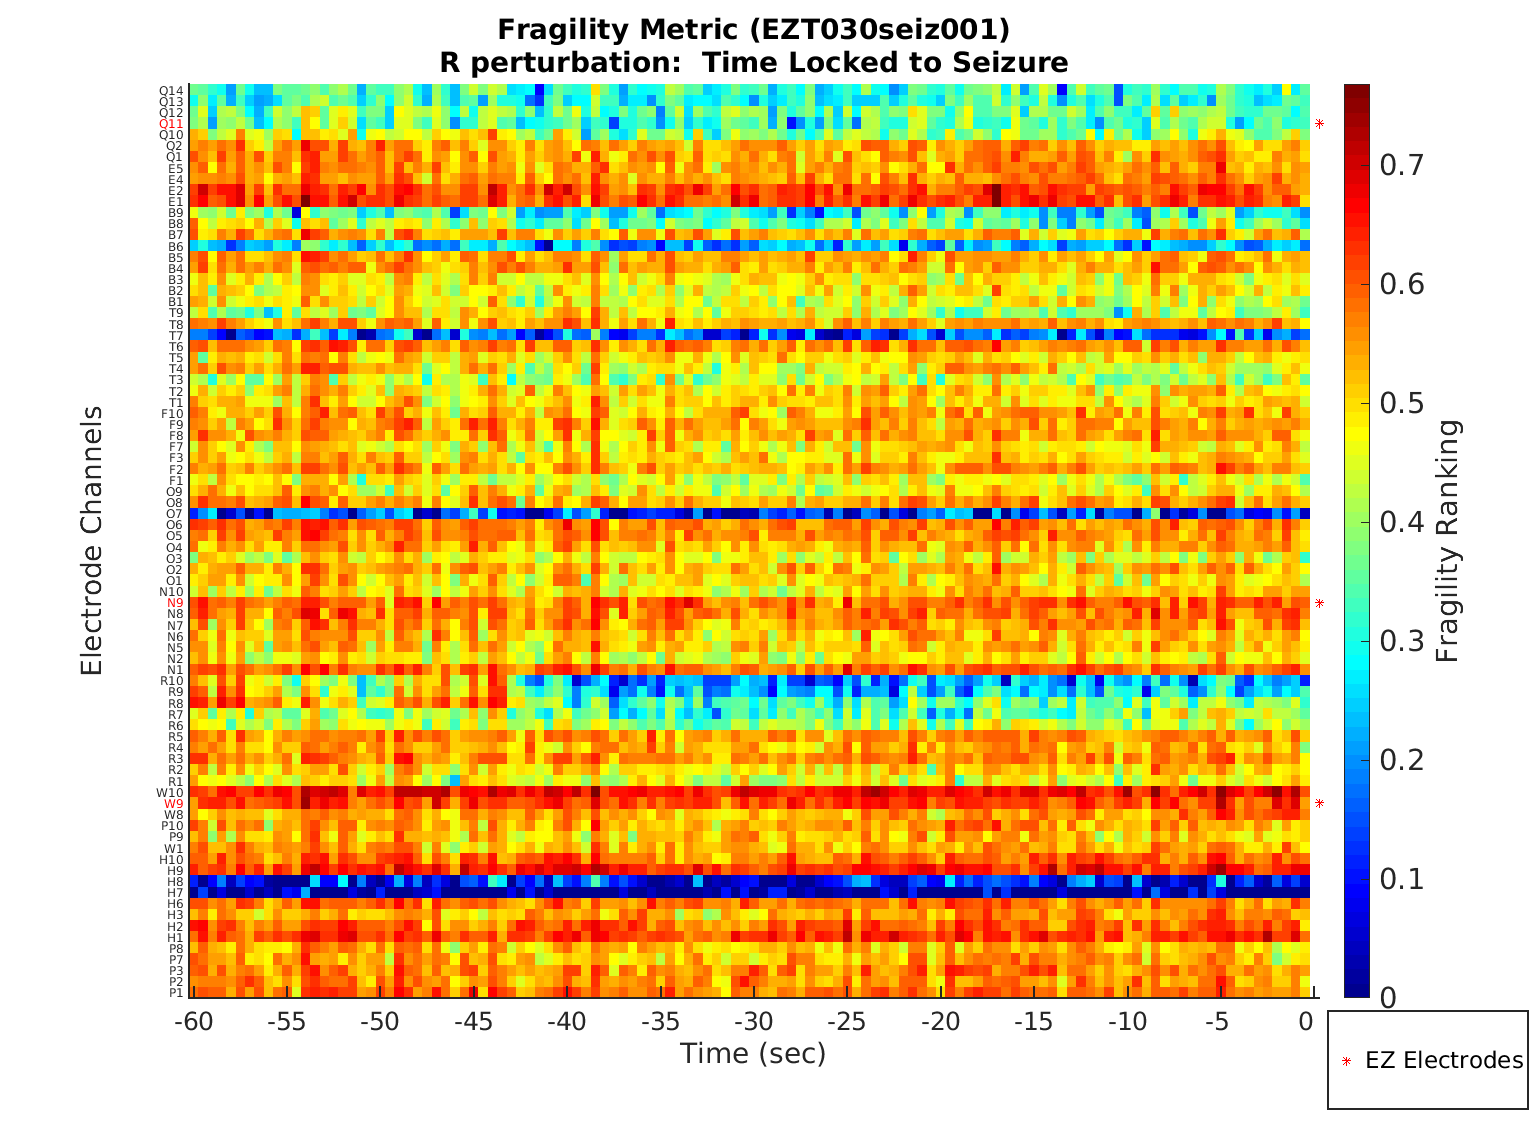 Fragility Metric (EZT030seiz001)
R perturbation:  Time Locked to Seizure
Q14
Q13
Q12
Q11
Q10
Q2
Q1
E5
E4
E2
E1
B9
B8
B7
B6
B5
B4
B3
B2
B1
T9
T8
T7
T6
T5
T4
T3
T2
T1
F10
F9
F8
F7
F3
F2
F1
O9
O8
O7
O6
O5
O4
O3
O2
O1
N10
N9
N8
N7
N6
N5
N2
N1
R10
R9
R8
R7
R6
R5
R4
R3
R2
R1
W10
W9
W8
P10
P9
W1
H10
H9
H8
H7
H6
H3
H2
H1
P8
P7
P3
P2
P1
Electrode Channels
-60 -55 -50 -45 -40 -35 -30 -25 -20 -15 -10 -5 0
Time (sec)
0.7
0.6
0.5
0.4
0.3
0.2
0.1
0
Fragility Ranking
EZ Electrodes